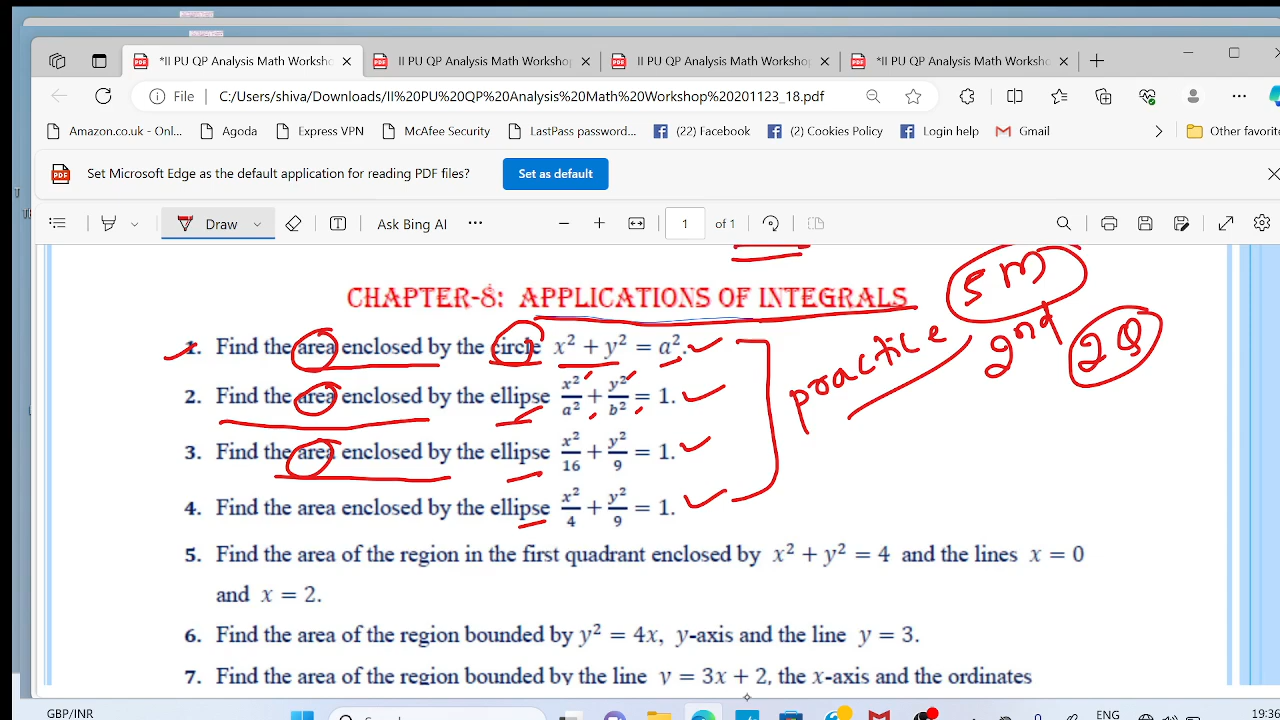 *II PU QP Analysis Math Worksho
II PU QP Analysis Math Workshop
II PU QP Analysis Math Workshop
*II PU QP Analysis Math Worksho
File
C:/Users/shiva/Downloads/II%20PU%20QP%20Analysis%20Math%20Workshop%20201123_18.pdf
Amazon.co.uk - Onl...
Agoda
Express VPN
McAfee Security
LastPass password...
(22) Facebook
(2) Cookies Policy
Login help
Gmail
Other favorite
Set Microsoft Edge as the default application for reading PDF files?
Set as default
Draw
Ask Bing AI
1 of 1
CHAPTER-8: APPLICATIONS OF INTEGRALS
5 m
2nd
2 Q
practice
1. Find the area enclosed by the circle x² + y² = a².
2. Find the area enclosed by the ellipse x²/a² + y²/b² = 1.
3. Find the area enclosed by the ellipse x²/16 + y²/9 = 1.
4. Find the area enclosed by the ellipse x²/4 + y²/9 = 1.
5. Find the area of the region in the first quadrant enclosed by x² + y² = 4 and the lines x = 0
and x = 2.
6. Find the area of the region bounded by y² = 4x, y-axis and the line y = 3.
7. Find the area of the region bounded by the line y = 3x + 2, the x-axis and the ordinates
GBP/INR
ENG
19:36